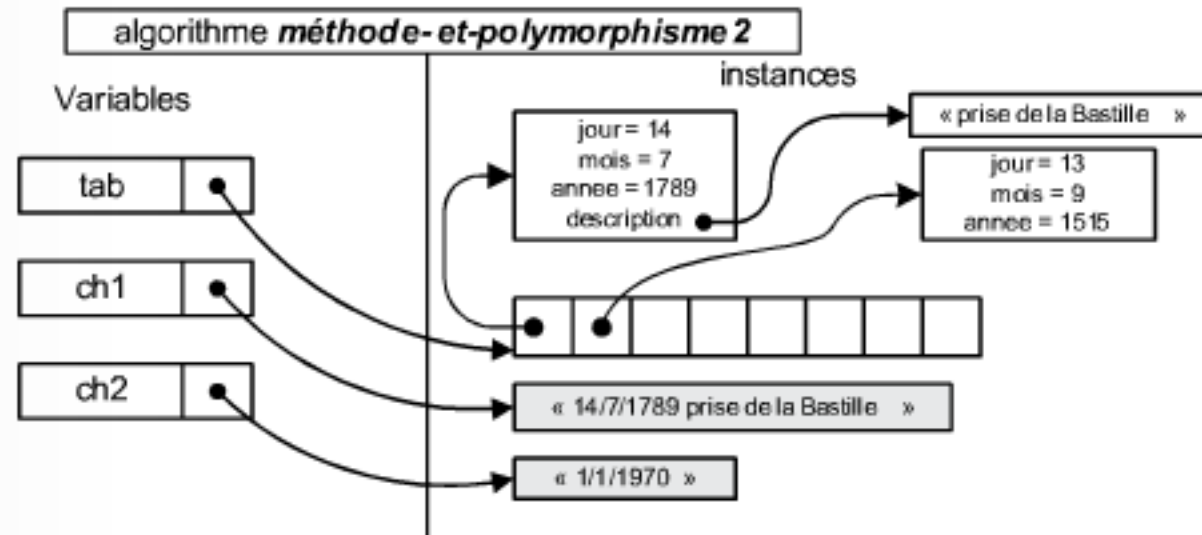 algorithme méthode-et-polymorphisme 2
instances
Variables
« prise de la Bastille »
jour = 14
mois = 7
annee = 1789
description
jour = 13
mois = 9
annee = 1515
tab
ch1
ch2
« 14/7/1789 prise de la Bastille »
« 1/1/1970 »